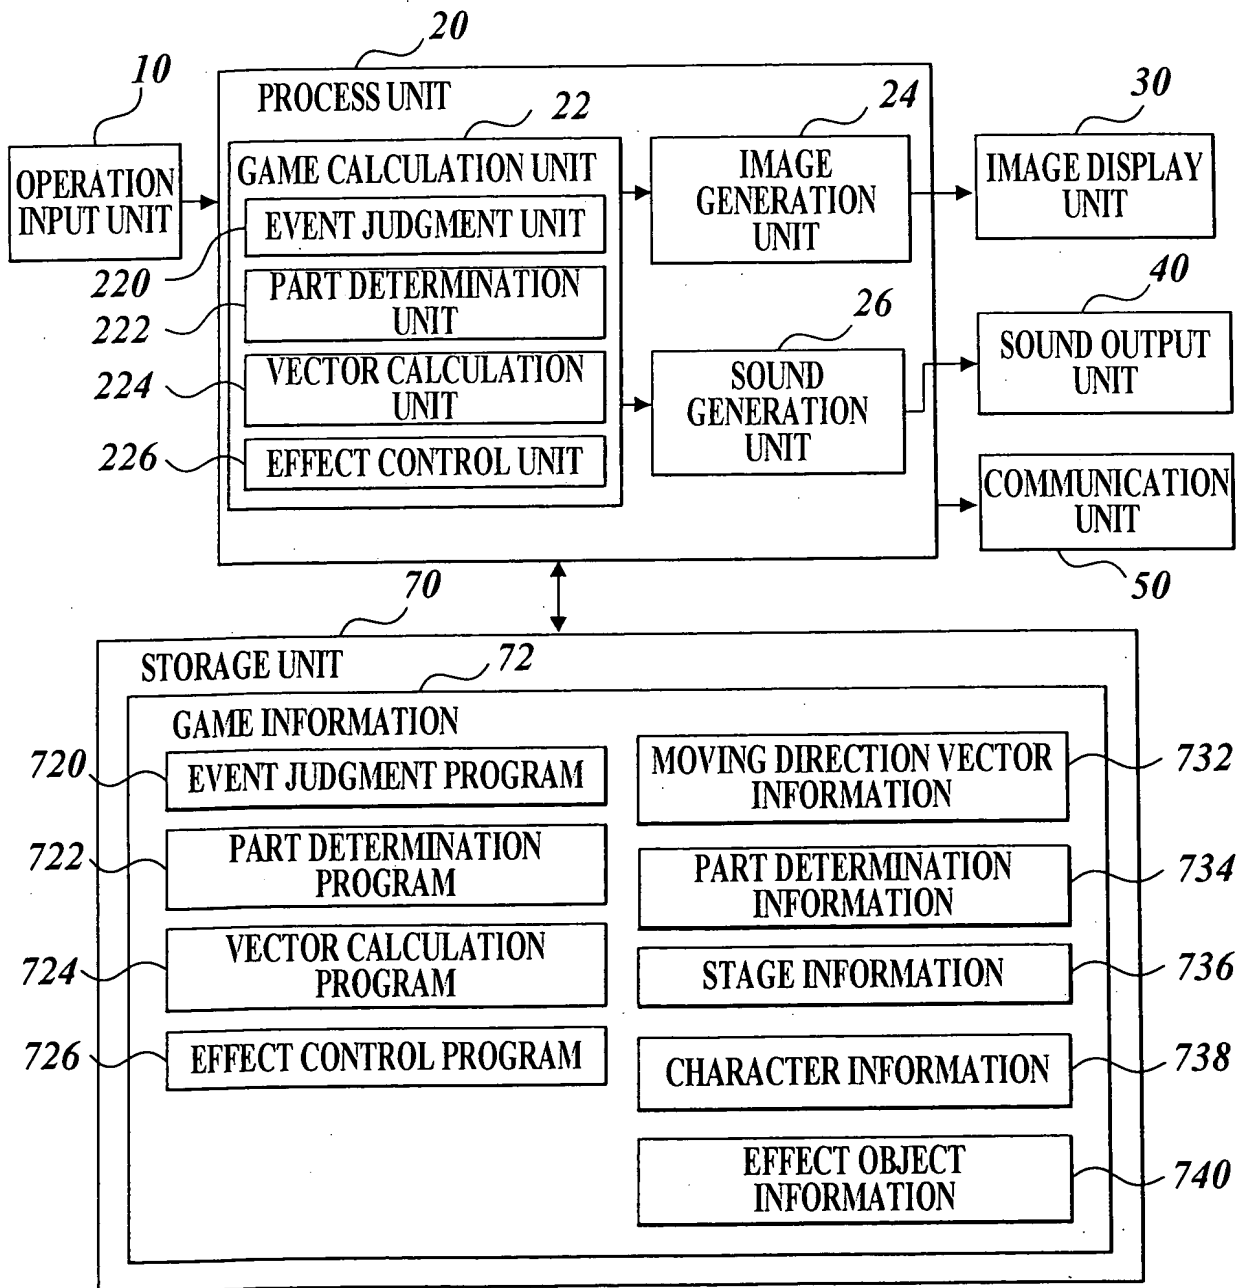 20
10
PROCESS UNIT
22
24
30
OPERATION
INPUT UNIT
GAME CALCULATION UNIT
EVENT JUDGMENT UNIT
220
PART DETERMINATION
UNIT
222
VECTOR CALCULATION
UNIT
224
EFFECT CONTROL UNIT
226
IMAGE
GENERATION
UNIT
IMAGE DISPLAY
UNIT
26
40
SOUND
GENERATION
UNIT
SOUND OUTPUT
UNIT
COMMUNICATION
UNIT
50
70
STORAGE UNIT
72
GAME INFORMATION
720
EVENT JUDGMENT PROGRAM
722
PART DETERMINATION
PROGRAM
724
VECTOR CALCULATION
PROGRAM
726
EFFECT CONTROL PROGRAM
MOVING DIRECTION VECTOR
INFORMATION
732
PART DETERMINATION
INFORMATION
734
STAGE INFORMATION
736
CHARACTER INFORMATION
738
EFFECT OBJECT
INFORMATION
740